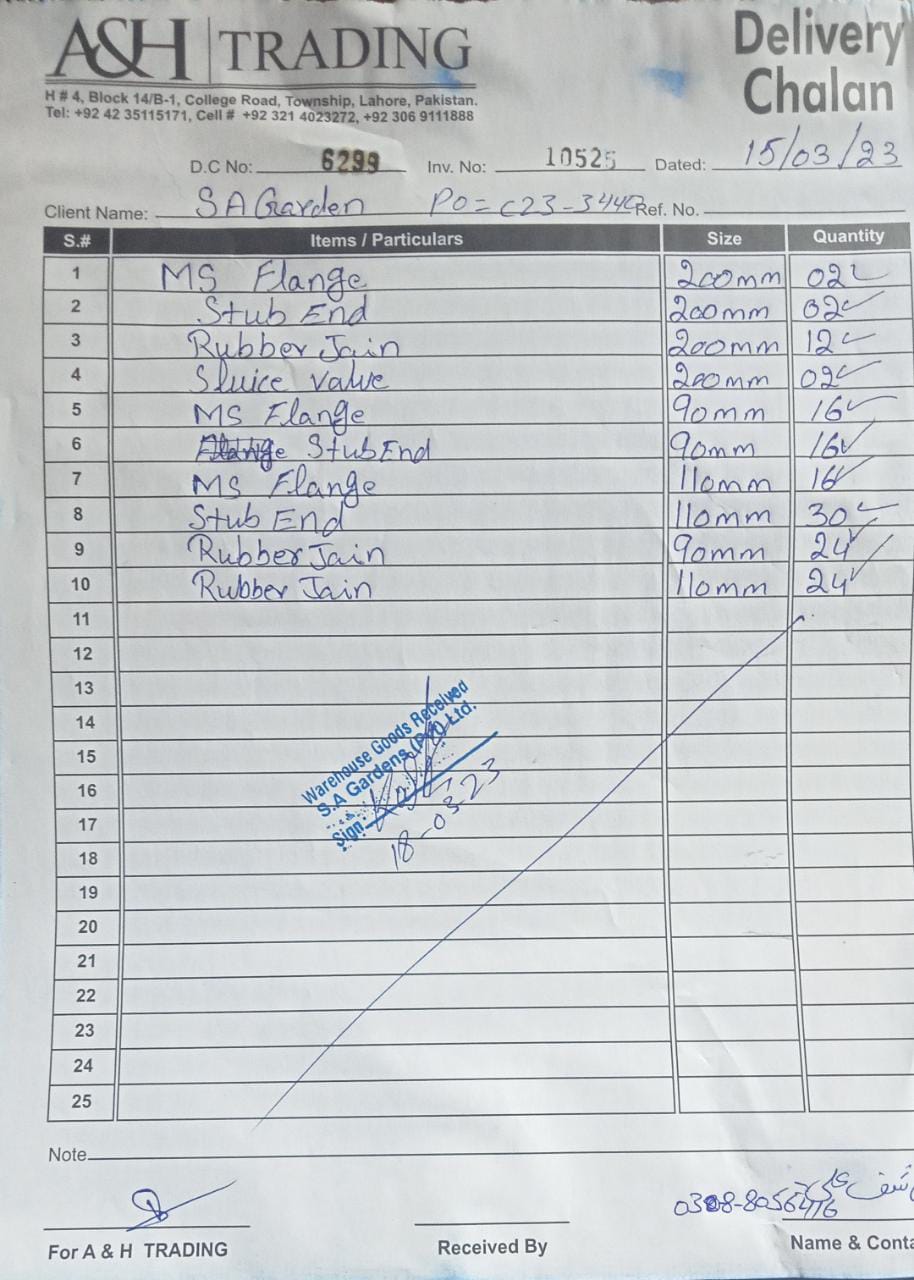 A&H TRADING
Delivery Chalan
H # 4, Block 14/B-1, College Road, Township, Lahore, Pakistan.
Tel: +92 42 35115171, Cell # +92 321 4023272, +92 306 9111888
D.C No: 6299 Inv. No: 10525 Dated: 15/03/23
Client Name: SA Garden PO= C23-344 Ref. No.
S.# Items / Particulars Size Quantity
1 MS Flange 200mm 02
2 Stub End 200mm 02
3 Rubber Jain 200mm 12
4 Sluice Valve 200mm 02
5 MS Flange 90mm 16
6 Stub End 90mm 16
7 MS Flange 110mm 16
8 Stub End 110mm 30
9 Rubber Jain 90mm 24
10 Rubber Jain 110mm 24
11
12
13
14
15
16
17
18
19
20
21
22
23
24
25
Warehouse Goods Received
S.A Gardens (Pvt) Ltd.
Sign:
18-03-23
Note
0308-8056416
For A & H TRADING Received By Name & Conta